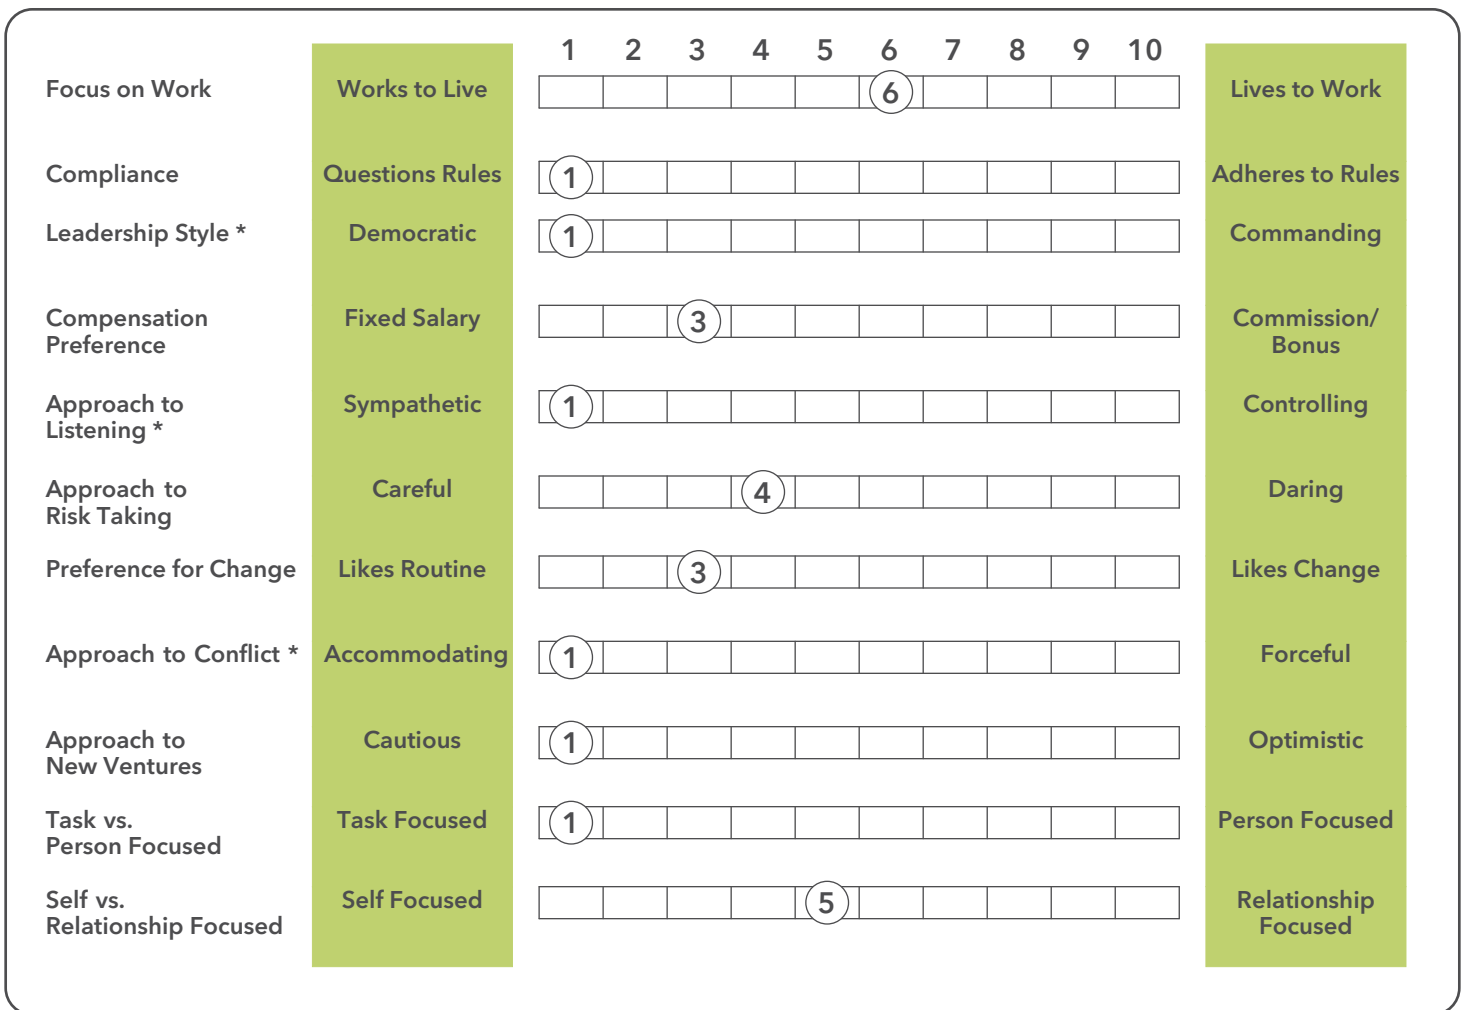 1 2 3 4 5 6 7 8 9 10
Focus on Work Works to Live 6 Lives to Work
Compliance Questions Rules 1 Adheres to Rules
Leadership Style * Democratic 1 Commanding
Compensation Fixed Salary 3 Commission/
Preference Bonus
Approach to Sympathetic 1 Controlling
Listening *
Approach to Careful 4 Daring
Risk Taking
Preference for Change Likes Routine 3 Likes Change
Approach to Conflict * Accommodating 1 Forceful
Approach to Cautious 1 Optimistic
New Ventures
Task vs. Task Focused 1 Person Focused
Person Focused
Self vs. Self Focused 5 Relationship
Relationship Focused Focused